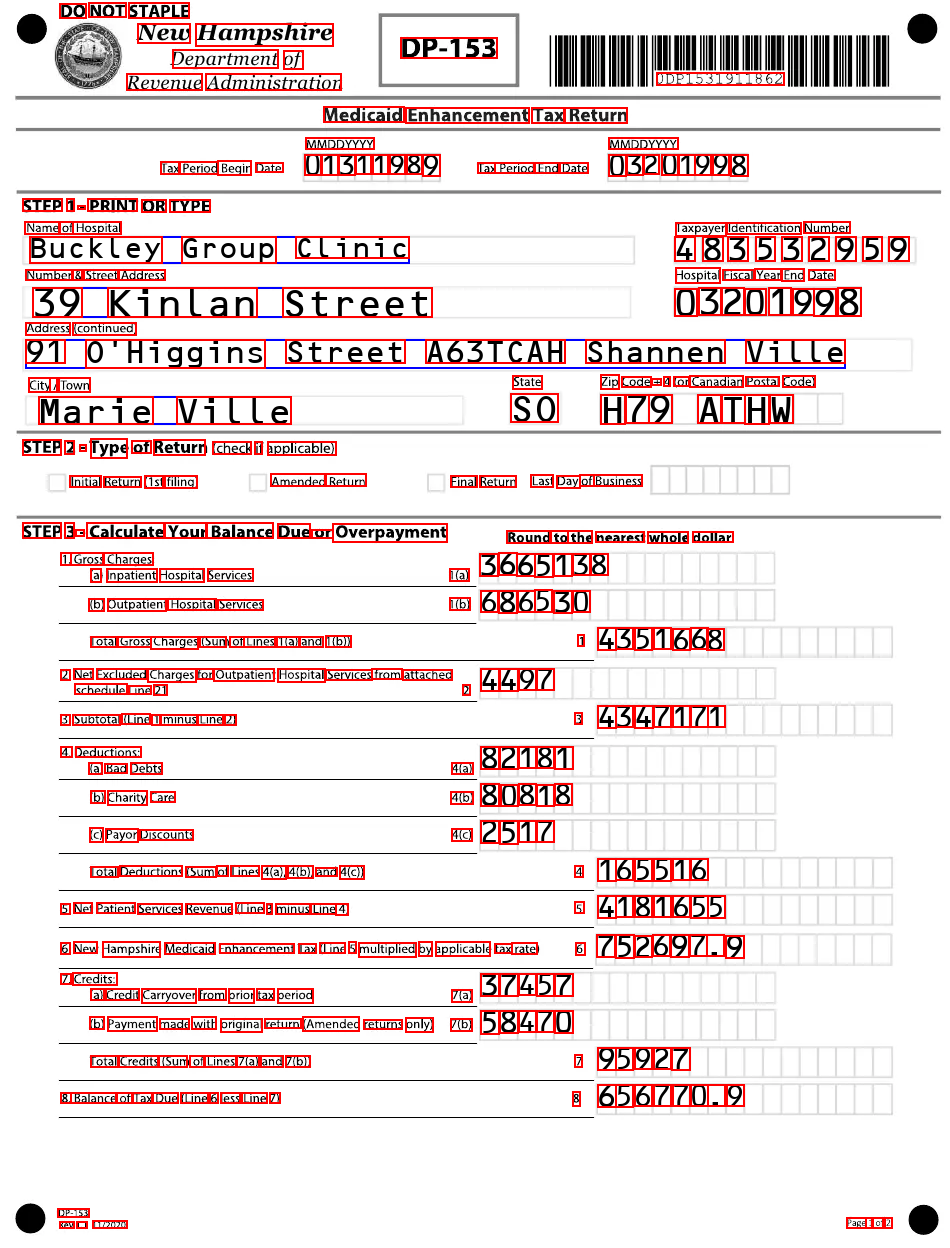 DO NOT STAPLE
New Hampshire
Department of
Revenue Administration
DP-153
0DP1531911862
Medicaid Enhancement Tax Return
MMDDYYYY MMDDYYYY
Tax Period Begin Date 01311989 Tax Period End Date 03201998
STEP 1 - PRINT OR TYPE
Name of Hospital Taxpayer Identification Number
Buckley Group Clinic 483532959
Number & Street Address Hospital Fiscal Year End Date
39 Kinlan Street 03201998
Address (continued)
91 O'Higgins Street A63TCAH Shannen Ville
City / Town State Zip Code + 4 (or Canadian Postal Code)
Marie Ville SO H79 ATHW
STEP 2 - Type of Return (check if applicable)
Initial Return (1st filing) Amended Return Final Return Last Day of Business
STEP 3 - Calculate Your Balance Due or Overpayment Round to the nearest whole dollar
1. Gross Charges
a) Inpatient Hospital Services 1(a) 3665138
(b) Outpatient Hospital Services 1(b) 686530
Total Gross Charges (Sum of Lines 1(a) and 1(b)) 1 4351668
2. Net Excluded Charges for Outpatient Hospital Services from attached
schedule Line 21 2 4497
3. Subtotal (Line 1 minus Line 2) 3 4347171
4. Deductions:
(a) Bad Debts 4(a) 82181
(b) Charity Care 4(b) 80818
(c) Payor Discounts 4(c) 2517
Total Deductions (Sum of Lines 4(a), 4(b), and 4(c)) 4 165516
5. Net Patient Services Revenue (Line 3 minus Line 4) 5 4181655
6. New Hampshire Medicaid Enhancement Tax (Line 5 multiplied by applicable tax rate) 6 752697.9
7. Credits:
a) Credit Carryover from prior tax period 7(a) 37457
(b) Payment made with original return (Amended returns only) 7(b) 58470
Total Credits (Sum of Lines 7(a) and 7(b)) 7 95927
8. Balance of Tax Due (Line 6 less Line 7) 8 656770.9
DP-153
Rev 11/2020
Page 1 of 2